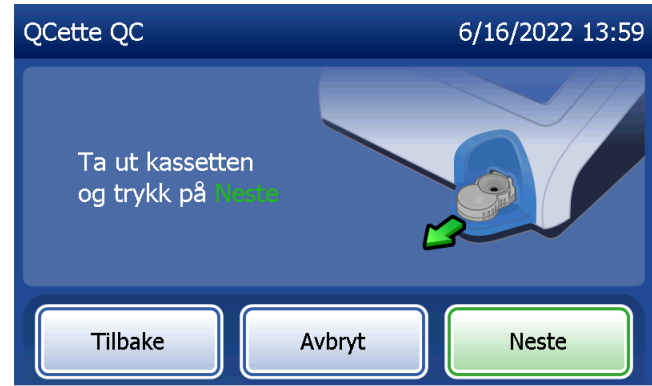 QCette QC 6/16/2022 13:59
Ta ut kassetten
og trykk på Neste
Tilbake Avbryt Neste